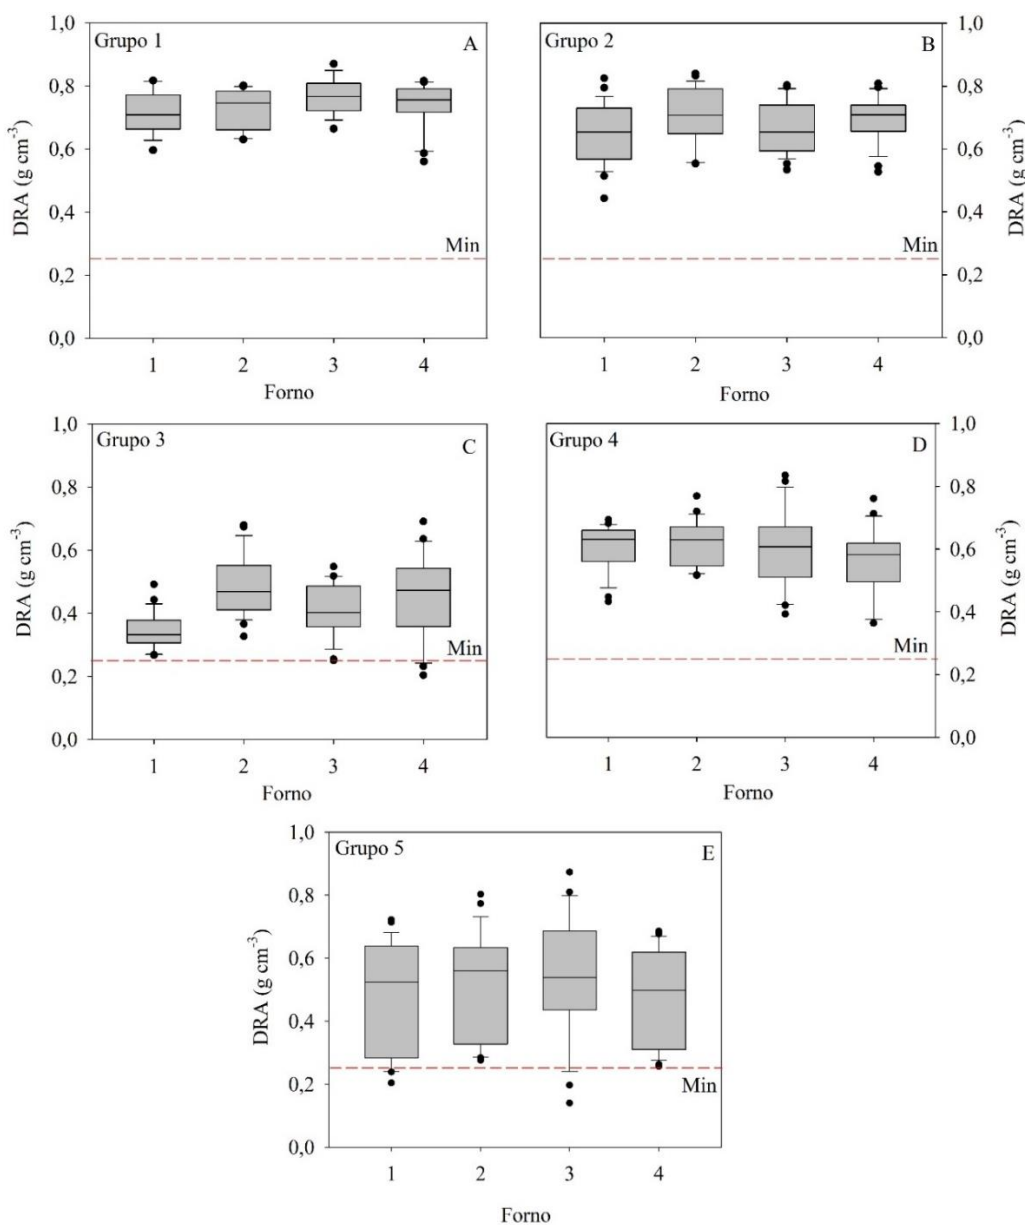 Grupo 1 A
DRA (g cm-3)
1,0
0,8
0,6
0,4
0,2
0,0
Min
1 2 3 4
Forno
Grupo 2 B
1,0
0,8
0,6
0,4
0,2
0,0
DRA (g cm-3)
Min
1 2 3 4
Forno
Grupo 3 C
DRA (g cm-3)
1,0
0,8
0,6
0,4
0,2
0,0
Min
1 2 3 4
Forno
Grupo 4 D
1,0
0,8
0,6
0,4
0,2
0,0
DRA (g cm-3)
Min
1 2 3 4
Forno
Grupo 5 E
DRA (g cm-3)
1,0
0,8
0,6
0,4
0,2
0,0
Min
1 2 3 4
Forno